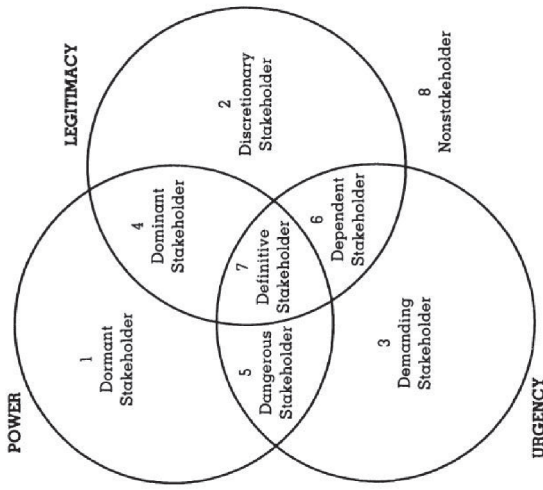 POWER
LEGITIMACY
1
Dormant
Stakeholder
4
Dominant
Stakeholder
2
Discretionary
Stakeholder
5
Dangerous
Stakeholder
7
Definitive
Stakeholder
6
Dependent
Stakeholder
3
Demanding
Stakeholder
8
Nonstakeholder
URGENCY